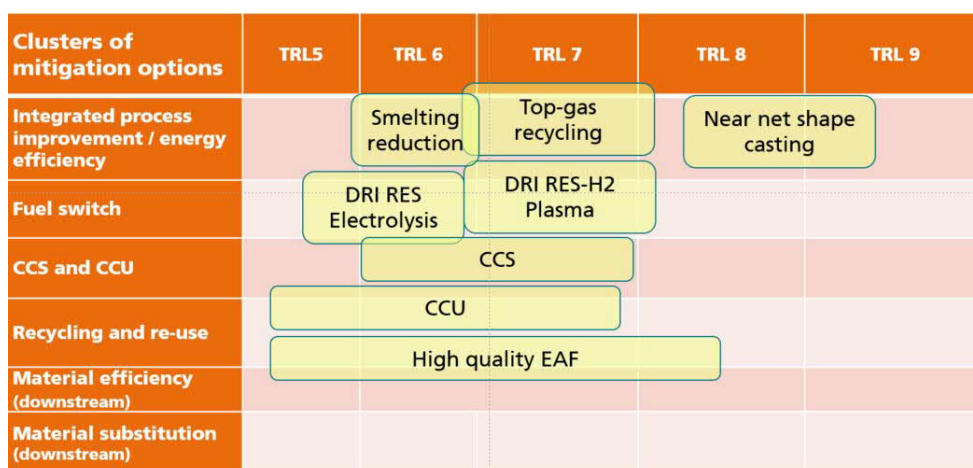 Clusters of
mitigation options
TRL5
TRL 6
TRL 7
TRL 8
TRL 9
Integrated process
improvement / energy
efficiency
Smelting
reduction
Top-gas
recycling
Near net shape
casting
Fuel switch
DRI RES
Electrolysis
DRI RES-H2
Plasma
CCS and CCU
CCS
CCU
Recycling and re-use
High quality EAF
Material efficiency
(downstream)
Material substitution
(downstream)